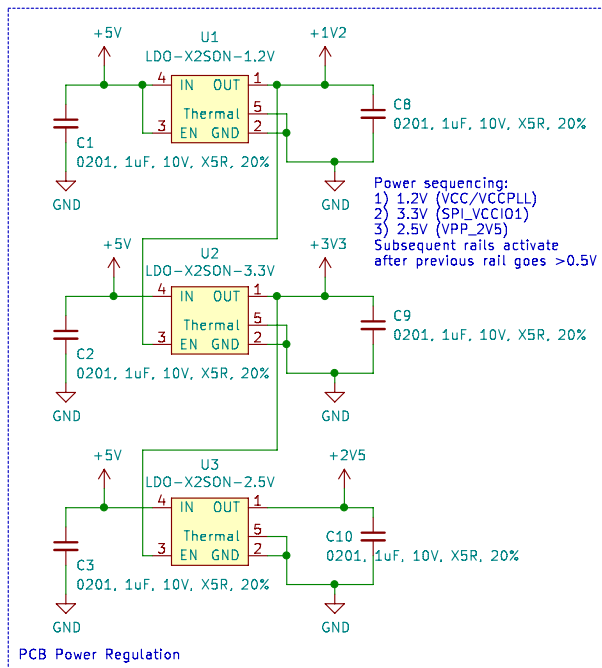 +5V
U1
LDO-X2SON-1.2V
+1V2
4 IN OUT 1
Thermal 5
3 EN GND 2
C1
0201, 1uF, 10V, X5R, 20%
GND
C8
0201, 1uF, 10V, X5R, 20%
GND
Power sequencing:
1) 1.2V (VCC/VCCPLL)
2) 3.3V (SPI_VCCIO1)
3) 2.5V (VPP_2V5)
Subsequent rails activate
after previous rail goes >0.5V
+5V
U2
LDO-X2SON-3.3V
+3V3
4 IN OUT 1
Thermal 5
3 EN GND 2
C2
0201, 1uF, 10V, X5R, 20%
GND
C9
0201, 1uF, 10V, X5R, 20%
GND
+5V
U3
LDO-X2SON-2.5V
+2V5
4 IN OUT 1
Thermal 5
3 EN GND 2
C3
0201, 1uF, 10V, X5R, 20%
GND
C10
0201, 1uF, 10V, X5R, 20%
GND
PCB Power Regulation